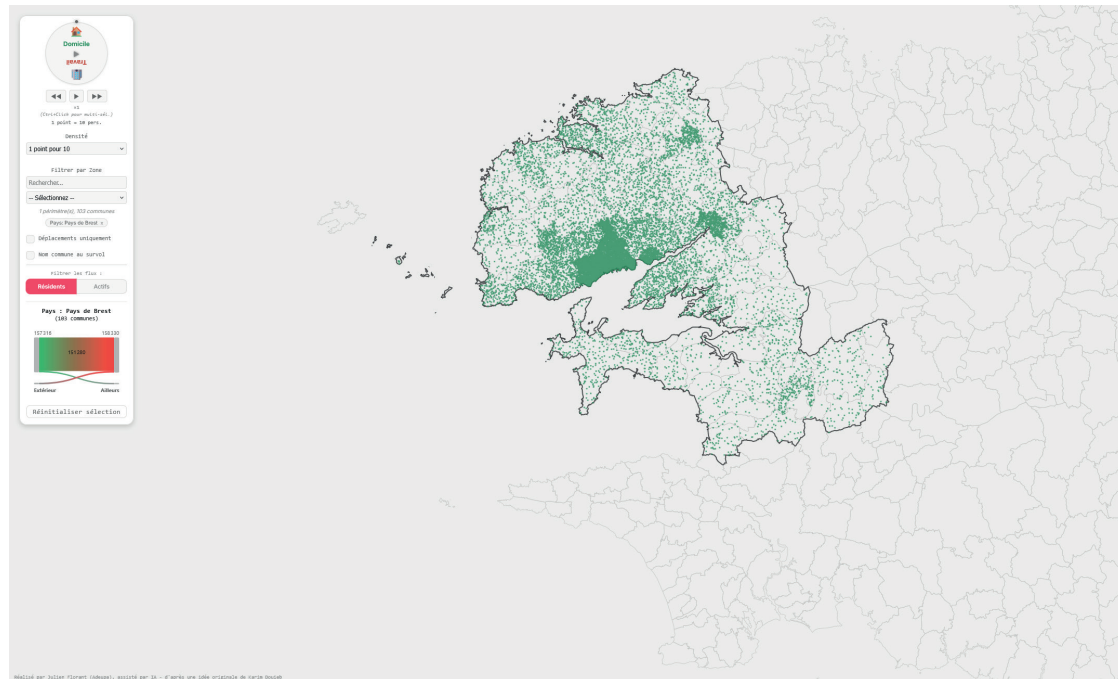 Domicile
Travail
◀◀ ▶ ▶▶
x1
(Ctrl+Click pour multi-sél.)
1 point = 10 pers.
Densité
1 point pour 10
Filtrer par Zone
Rechercher...
-- Sélectionnez --
1 périmètre(s), 103 communes
Pays: Pays de Brest x
Déplacements uniquement
Nom commune au survol
Filtrer les flux :
Résidents Actifs
Pays : Pays de Brest
(103 communes)
Extérieur Ailleurs
Réinitialiser sélection
Réalisé par Julien Florant (Adeupa), assisté par IA - d'après une idée originale de Karim Douieb